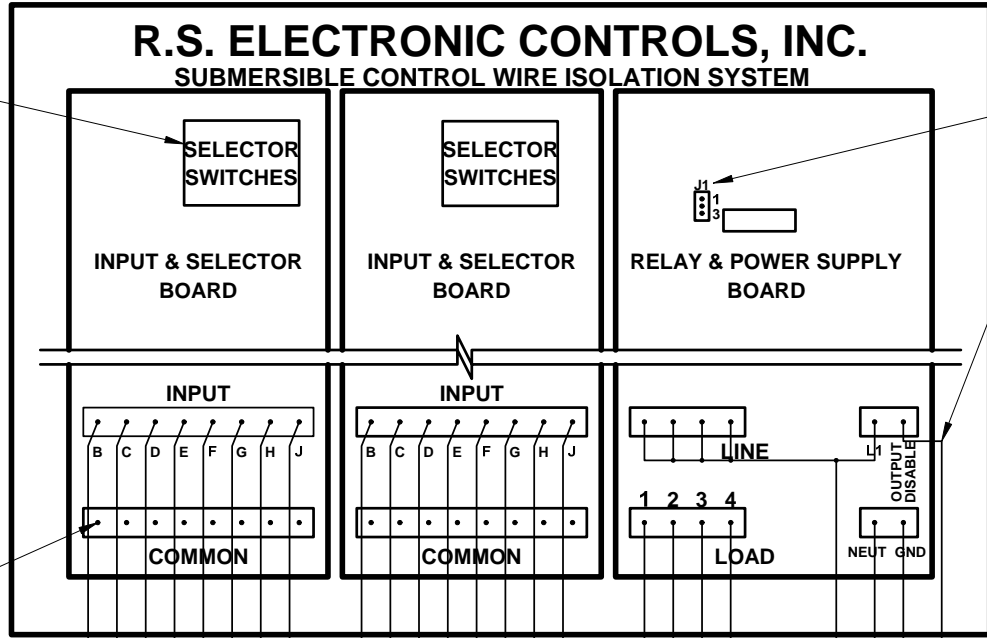 R.S. ELECTRONIC CONTROLS, INC.
SUBMERSIBLE CONTROL WIRE ISOLATION SYSTEM
SELECTOR
SWITCHES
INPUT & SELECTOR
BOARD
INPUT
B C D E F G H J
COMMON
SELECTOR
SWITCHES
INPUT & SELECTOR
BOARD
INPUT
B C D E F G H J
COMMON
J1
1
3
RELAY & POWER SUPPLY
BOARD
LINE
L1
OUTPUT
DISABLE
1 2 3 4
LOAD
NEUT GND